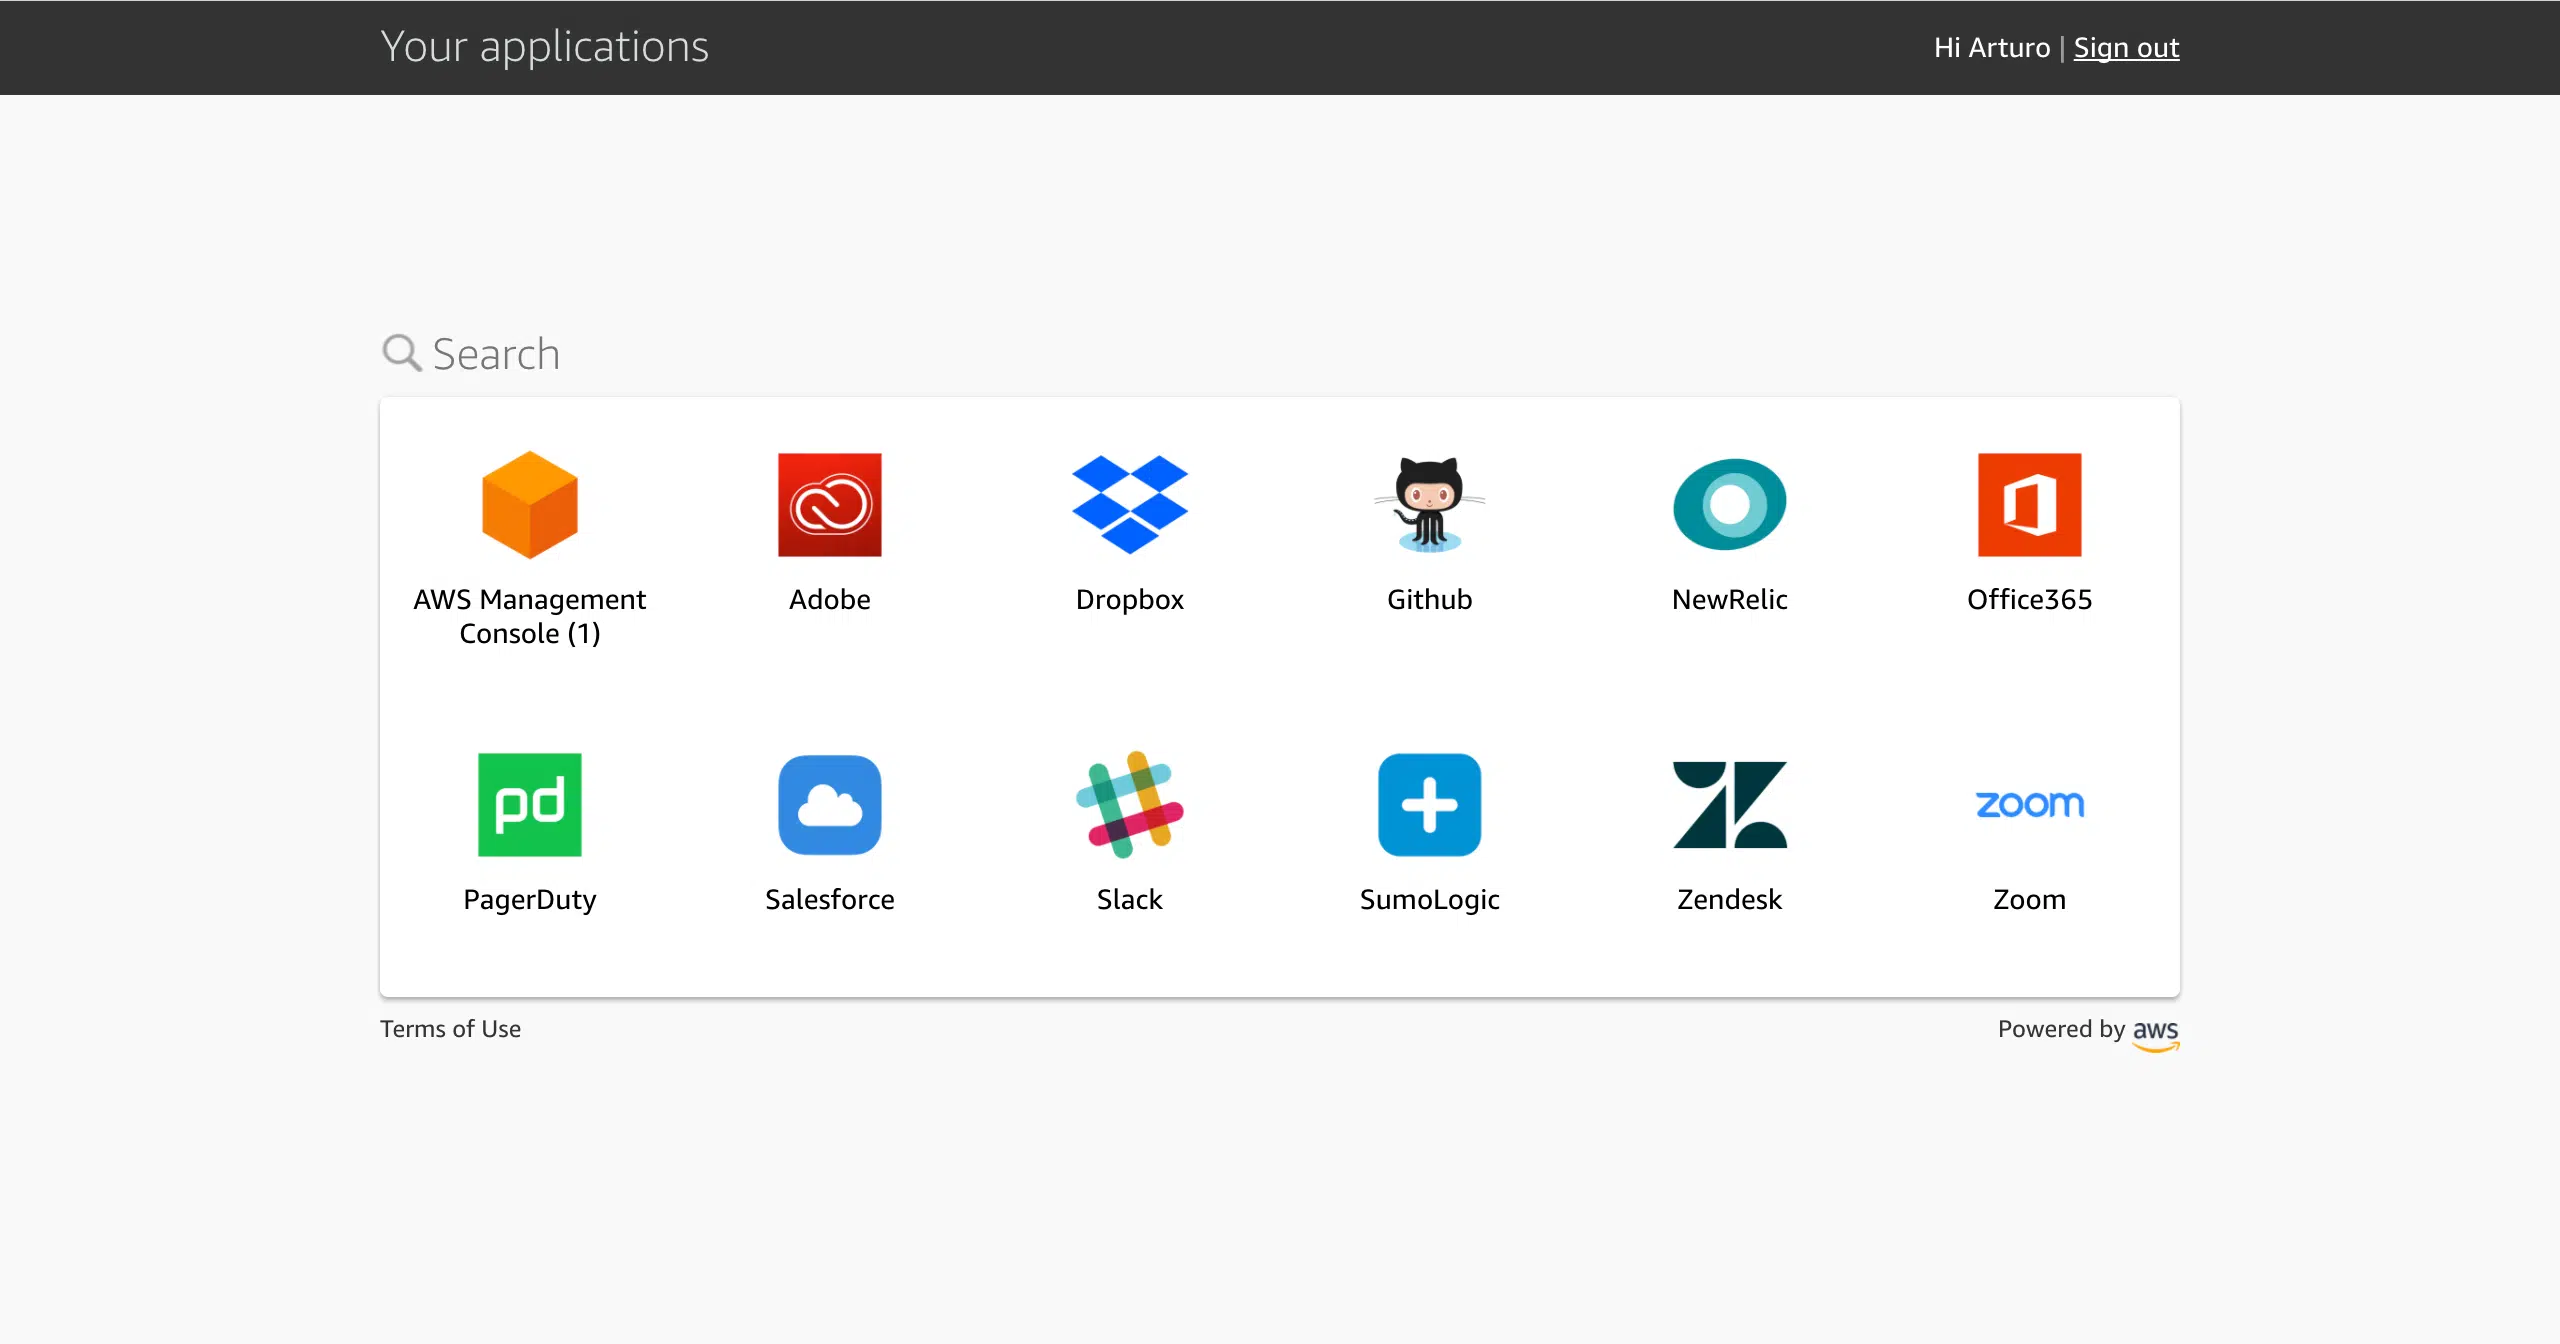 Your applications
Hi Arturo | Sign out
Search
AWS Management
Console (1)
Adobe
Dropbox
Github
NewRelic
Office365
pd
zoom
PagerDuty
Salesforce
Slack
SumoLogic
Zendesk
Zoom
Terms of Use
Powered by aws